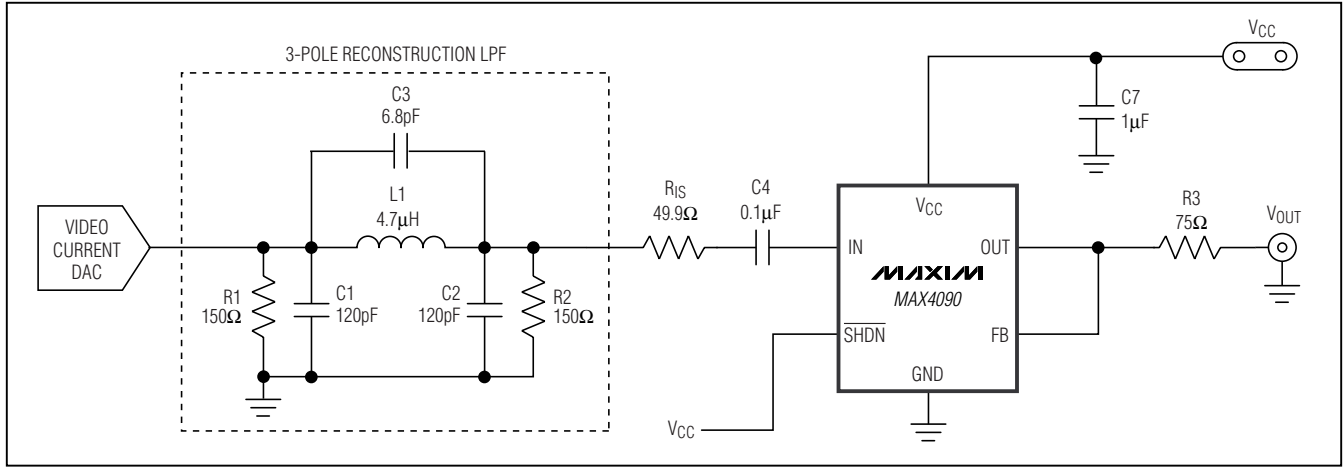 3-POLE RECONSTRUCTION LPF
VCC
C3
6.8pF
C7
1µF
L1
4.7µH
RIS
49.9Ω
C4
0.1µF
VIDEO
CURRENT
DAC
VCC
R3
75Ω
VOUT
IN
OUT
MAXIM
MAX4090
R1
150Ω
C1
120pF
C2
120pF
R2
150Ω
SHDN
FB
GND
VCC